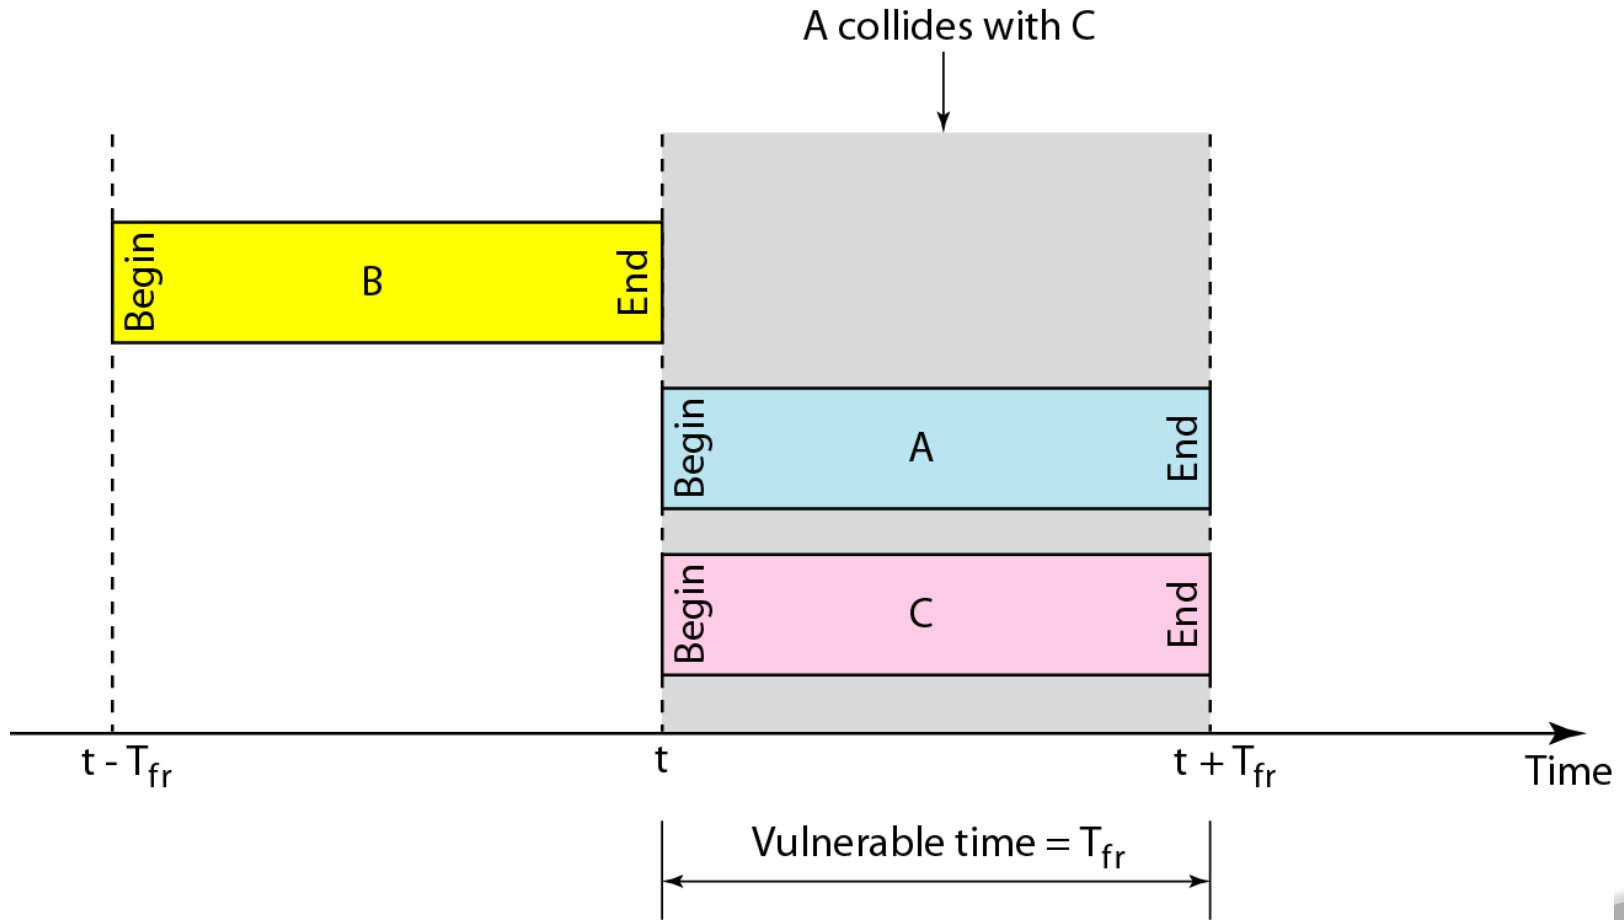 A collides with C
Begin B End
Begin A End
Begin C End
t - Tfr t t + Tfr
Time
Vulnerable time = Tfr